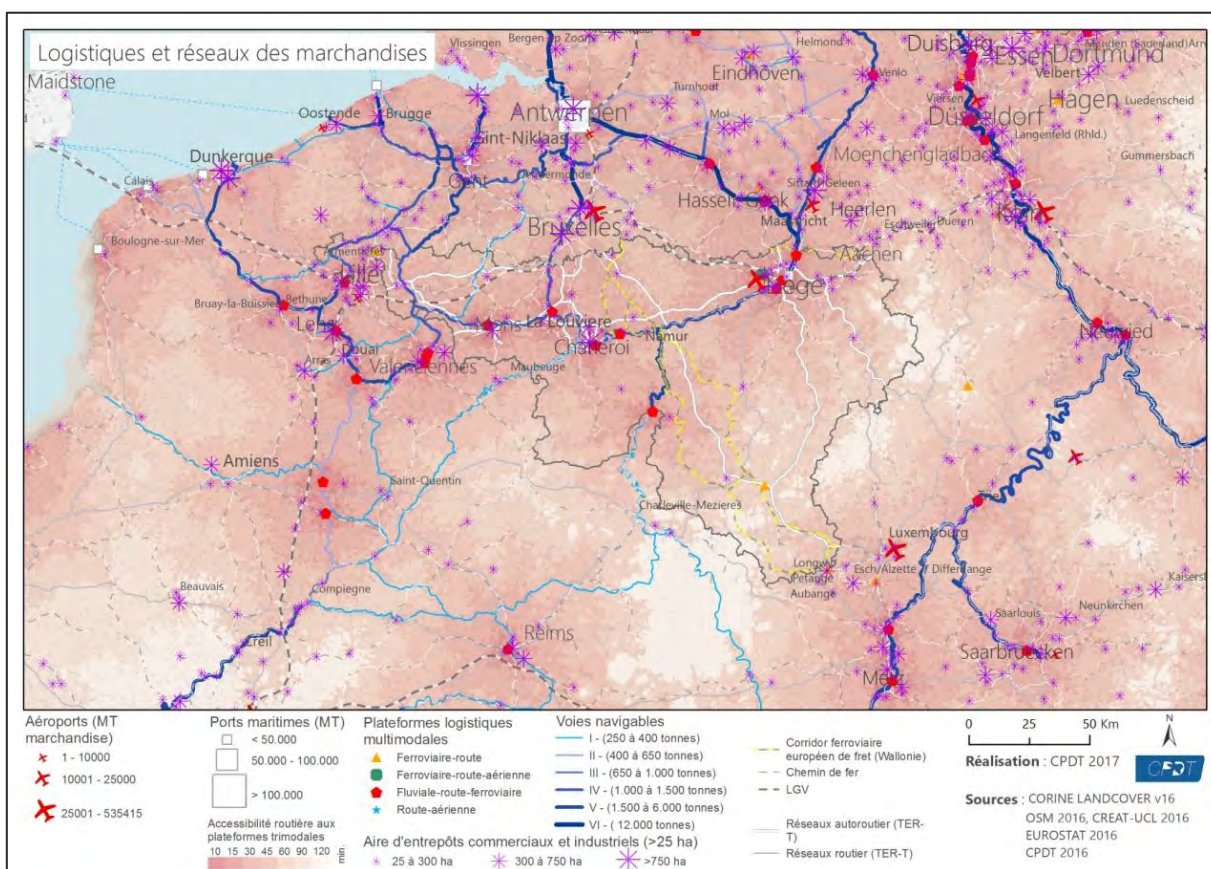 Logistiques et réseaux des marchandises
Maidstone
Vlissingen
Bergen-op Zoom
Helmond
Duisburg
Essen
Dortmund
Menden (Sauerland)
Eindhoven
Venlo
Velbert
Turnhout
Viersen
Hagen
Luedenscheid
Oostende
Brugge
Antwerpen
Mol
Düsseldorf
Sint-Niklaas
Langenfeld (Rhld.)
Dunkerque
Moenchengladbac
Gummersbach
Calais
Gent
Sittard-Geleen
Hasselt
Heerlen
Maastricht
Bruxelles
Eschweiler
Dueren
Boulogne-sur-Mer
Armentières
Aachen
Lille
Liège
Bruay-la-Buissière
Bethune
Lens
Mons
La Louvière
Namur
Neuwied
Charleroi
Douai
Arras
Valenciennes
Maubeuge
Amiens
Saint-Quentin
Charleville-Mezieres
Luxembourg
Longwy
Esch/Alzette
Differdange
Petange
Aubange
Beauvais
Compiegne
Saarlouis
Neunkirchen
Kaisers
Creil
Reims
Saarbruecken
Metz
Aéroports (MT
marchandise)
1 - 10000
10001 - 25000
25001 - 535415
Ports maritimes (MT)
< 50.000
50.000 - 100.000
> 100.000
Accessibilité routière aux
plateformes trimodales
10 15 30 45 60 90 120
min.
Plateformes logistiques
multimodales
Ferroviaire-route
Ferroviaire-route-aérienne
Fluviale-route-ferroviaire
Route-aérienne
Aire d'entrepôts commerciaux et industriels (>25 ha)
25 à 300 ha
300 à 750 ha
>750 ha
Voies navigables
I - (250 à 400 tonnes)
II - (400 à 650 tonnes)
III - (650 à 1.000 tonnes)
IV - (1.000 à 1.500 tonnes)
V - (1.500 à 6.000 tonnes)
VI - ( 12.000 tonnes)
Corridor ferroviaire
européen de fret (Wallonie)
Chemin de fer
LGV
Réseaux autoroutier (TER-
T)
Réseaux routier (TER-T)
0 25 50 Km
N
Réalisation : CPDT 2017
CPDT
Sources : CORINE LANDCOVER v16
OSM 2016, CREAT-UCL 2016
EUROSTAT 2016
CPDT 2016